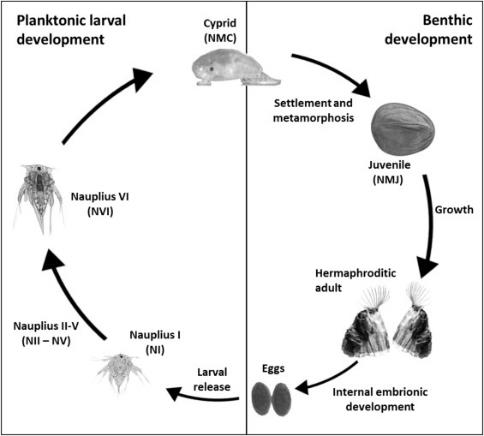 Planktonic larval
development
Cyprid
(NMC)
Benthic
development
Settlement and
metamorphosis
Juvenile
(NMJ)
Growth
Nauplius VI
(NVI)
Hermaphroditic
adult
Nauplius II-V
(NII – NV)
Nauplius I
(NI)
Larval
release
Eggs
Internal embrionic
development